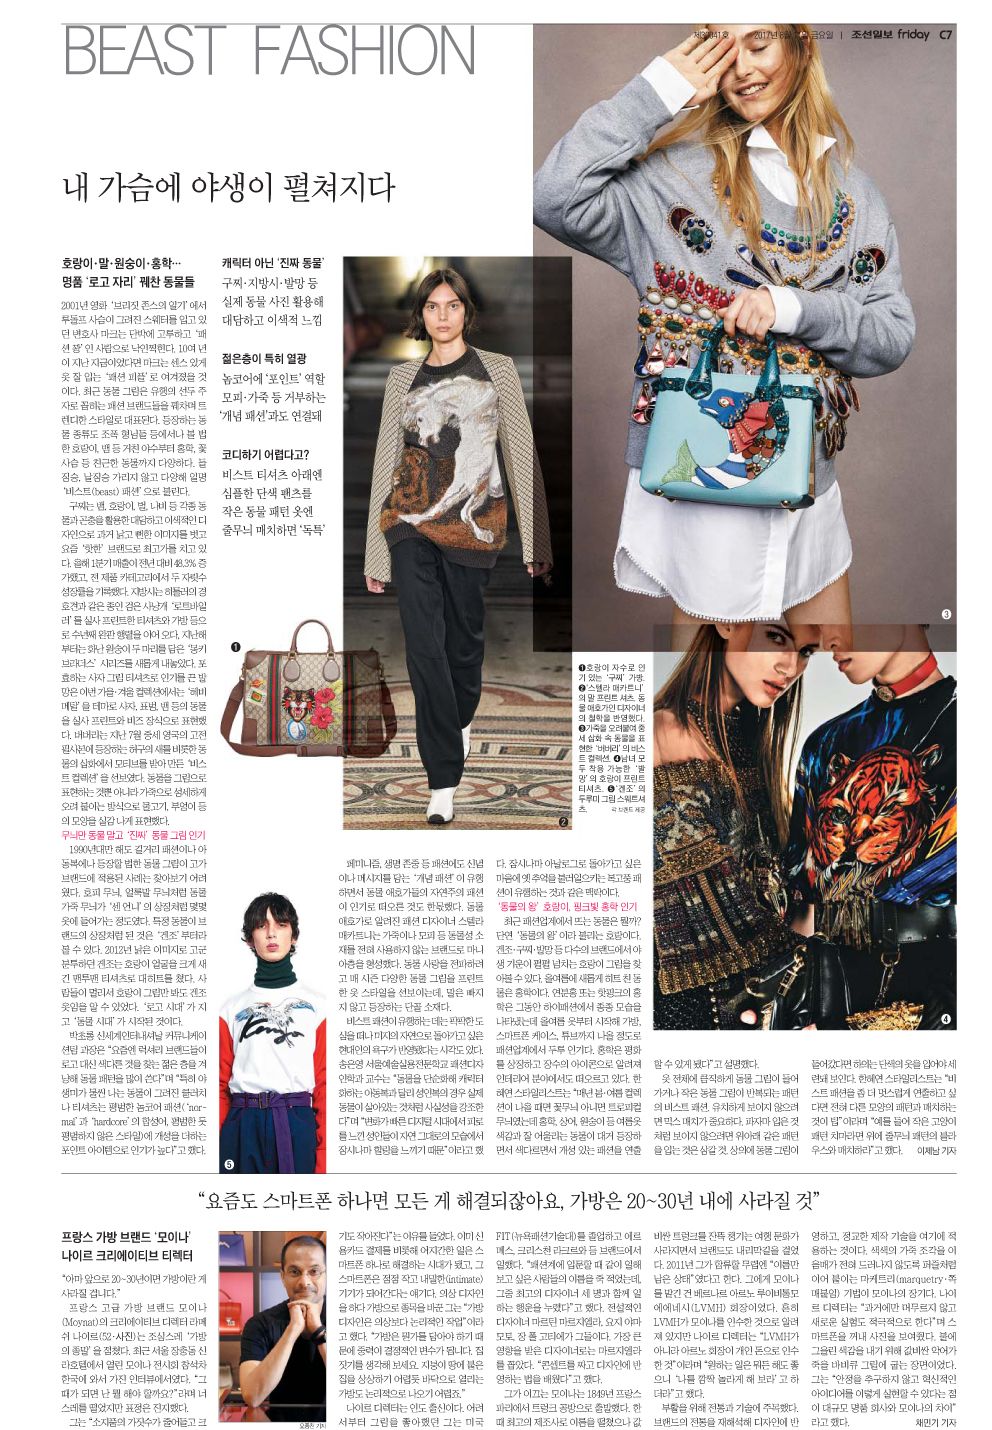 BEAST FASHION
조선일보 friday C7
내 가슴에 야생이 펼쳐지다
호랑이·말·원숭이·홍학…
명품 ‘로고 자리’ 꿰찬 동물들
2001년 영화 ‘브리짓 존스의 일기’에서
루돌프 사슴이 그려진 스웨터를 입고 있
던 변호사 마크는 단박에 고루하고 ‘패
션 꽝’인 사람으로 낙인찍힌다. 10여 년
이 지난 지금이었다면 마크는 센스 있게
옷 잘 입는 ‘패션 피플’로 여겨졌을 것
이다. 최근 동물 그림은 유행의 선두 주
자로 꼽히는 패션 브랜드들을 꿰차며 트
렌디한 스타일로 대표된다. 등장하는 동
물 종류도 조폭 형님들 등에서나 볼 법
한 호랑이, 뱀 등 거친 야수부터 홍학, 꽃
사슴 등 친근한 동물까지 다양하다. 들
짐승, 날짐승 가리지 않고 다양해 일명
‘비스트(beast) 패션’으로 불린다.
구찌는 뱀, 호랑이, 벌, 나비 등 각종 동
물과 곤충을 활용한 대담하고 이색적인 디
자인으로 과거 낡고 뻔한 이미지를 벗고
요즘 ‘핫한’ 브랜드로 최고가를 치고 있
다. 올해 1분기 매출이 전년 대비 48.3% 증
가했고, 전 제품 카테고리에서 두 자릿수
성장률을 기록했다. 지방시는 히틀러의 경
호견과 같은 종인 검은 사냥개 ‘로트바일
러’를 실사 프린트한 티셔츠와 가방 등으
로 수년째 완판 행렬을 이어 오다, 지난해
부터는 화난 원숭이 두 마리를 담은 ‘몽키
브라더스’ 시리즈를 새롭게 내놓았다. 포
효하는 사자 그림 티셔츠로 인기를 끈 발
망은 이번 가을·겨울 컬렉션에서는 ‘헤비
메탈’을 테마로 사자, 표범, 뱀 등의 동물
을 실사 프린트와 비즈 장식으로 표현했
다. 버버리는 지난 7월 중세 영국의 고전
필사본에 등장하는 허구의 새를 비롯한 동
물의 삽화에서 모티브를 받아 만든 ‘비스
트 컬렉션’을 선보였다. 동물을 그림으로
표현하는 것뿐 아니라 가죽으로 섬세하게
오려 붙이는 방식으로 물고기, 부엉이 등
의 모양을 실감 나게 표현했다.
무늬만 동물 말고 ‘진짜’ 동물 그림 인기
1990년대만 해도 길거리 패션이나 아
동복에나 등장할 법한 동물 그림이 고가
브랜드에 적용된 사례는 찾아보기 어려
웠다. 호피 무늬, 얼룩말 무늬처럼 동물
가죽 무늬가 ‘센 언니’의 상징처럼 몇몇
옷에 들어가는 정도였다. 특정 동물이 브
랜드의 상징처럼 된 것은 ‘겐조’부터라
볼 수 있다. 2012년 낡은 이미지로 고군
분투하던 겐조는 호랑이 얼굴을 크게 새
긴 맨투맨 티셔츠로 대히트를 쳤다. 사
람들이 멀리서 호랑이 그림만 봐도 겐조
옷임을 알 수 있었다. ‘로고 시대’가 지
고 ‘동물 시대’가 시작된 것이다.
박초롱 신세계인터내셔날 커뮤니케이
션팀 과장은 “요즘엔 럭셔리 브랜드들이
로고 대신 색다른 것을 찾는 젊은 층을 겨
냥해 동물 패턴을 많이 쓴다”며 “특히 야
생미가 물씬 나는 동물이 그려진 클러치
나 티셔츠는 평범한 놈코어 패션(‘nor-
mal’과 ‘hardcore’의 합성어, 평범한 듯
평범하지 않은 스타일)에 개성을 더하는
포인트 아이템으로 인기가 높다”고 했다.
캐릭터 아닌 ‘진짜 동물’
구찌·지방시·발망 등
실제 동물 사진 활용해
대담하고 이색적 느낌
젊은층이 특히 열광
놈코어에 ‘포인트’ 역할
모피·가죽 등 거부하는
‘개념 패션’과도 연결돼
코디하기 어렵다고?
비스트 티셔츠 아래엔
심플한 단색 팬츠를
작은 동물 패턴 옷엔
줄무늬 매치하면 ‘독특’
❶
❷
❸
❹
❺
Kenzo
❶호랑이 자수로 인
기 있는 ‘구찌’ 가방.
❷‘스텔라 매카트니’
의 말 프린트 셔츠. 동
물 애호가인 디자이너
의 철학을 반영했다.
❸가죽을 오려붙여 중
세 삽화 속 동물을 표
현한 ‘버버리’의 비스
트 컬렉션. ❹남녀 모
두 착용 가능한 ‘발
망’의 호랑이 프린트
티셔츠. ❺‘겐조’의
두루미 그림 스웨트셔
츠.
각 브랜드 제공
페미니즘, 생명 존중 등 패션에도 신념
이나 메시지를 담는 ‘개념 패션’이 유행
하면서 동물 애호가들의 자연주의 패션
이 인기로 떠오른 것도 한몫했다. 동물
애호가로 알려진 패션 디자이너 스텔라
매카트니는 가죽이나 모피 등 동물성 소
재를 전혀 사용하지 않는 브랜드로 마니
아층을 형성했다. 동물 사랑을 전파하려
고 매 시즌 다양한 동물 그림을 프린트
한 옷 스타일을 선보이는데, 말은 빠지
지 않고 등장하는 단골 소재다.
비스트 패션이 유행하는 데는 팍팍한 도
심을 떠나 미지의 자연으로 돌아가고 싶은
현대인의 욕구가 반영됐다는 시각도 있다.
송은영 서울예술실용전문학교 패션디자
인학과 교수는 “동물을 단순화해 캐릭터
화하는 아동복과 달리 성인복의 경우 실제
동물이 살아있는 것처럼 사실성을 강조한
다”며 “변화가 빠른 디지털 시대에서 피로
를 느낀 성인들이 자연 그대로의 모습에서
잠시나마 힐링을 느끼기 때문”이라고 했
다. 잠시나마 아날로그로 돌아가고 싶은
마음에 옛 추억을 불러일으키는 복고풍 패
션이 유행하는 것과 같은 맥락이다.
‘동물의 왕’ 호랑이, 핑크빛 홍학 인기
최근 패션업계에서 뜨는 동물은 뭘까?
단연 ‘동물의 왕’이라 불리는 호랑이다.
겐조·구찌·발망 등 다수의 브랜드에서 야
생 기운이 펄펄 넘치는 호랑이 그림을 찾
아볼 수 있다. 올여름에 새롭게 히트 친 동
물은 홍학이다. 연분홍 또는 핫핑크의 홍
학은 그동안 하이패션에서 종종 모습을
나타냈는데 올여름 옷부터 시작해 가방,
스마트폰 케이스, 튜브까지 나올 정도로
패션업계에서 두루 인기다. 홍학은 평화
를 상징하고 장수의 아이콘으로 알려져
인테리어 분야에서도 떠오르고 있다. 한
혜연 스타일리스트는 “매년 봄·여름 컬렉
션이 나올 때면 꽃무늬 아니면 트로피컬
무늬였는데 홍학, 상어, 원숭이 등 여름옷
색감과 잘 어울리는 동물이 대거 등장하
면서 색다르면서 개성 있는 패션을 연출
할 수 있게 됐다”고 설명했다.
옷 전체에 큼직하게 동물 그림이 들어
가거나 작은 동물 그림이 반복되는 패턴
의 비스트 패션. 유치하게 보이지 않으려
면 믹스 매치가 중요하다. 파자마 입은 것
처럼 보이지 않으려면 위아래 같은 패턴
을 입는 것은 삼갈 것. 상의에 동물 그림이
들어갔다면 하의는 단색의 옷을 입어야 세
련돼 보인다. 한혜연 스타일리스트는 “비
스트 패션을 좀 더 멋스럽게 연출하고 싶
다면 전혀 다른 모양의 패턴과 매치하는
것이 팁”이라며 “예를 들어 작은 고양이
패턴 치마라면 위에 줄무늬 패턴의 블라
우스와 매치하라”고 했다. 이제남 기자
“요즘도 스마트폰 하나면 모든 게 해결되잖아요, 가방은 20~30년 내에 사라질 것”
프랑스 가방 브랜드 ‘모이나’
나이르 크리에이티브 티렉터
“아마 앞으로 20~30년이면 가방이란 게
사라질 겁니다.”
프랑스 고급 가방 브랜드 모이나
(Moynat)의 크리에이티브 디렉터 라메
쉬 나이르(52·사진)는 조심스레 ‘가방
의 종말’을 점쳤다. 최근 서울 장충동 신
라호텔에서 열린 모이나 전시회 참석차
한국에 와서 가진 인터뷰에서였다. “그
때가 되면 난 뭘 해야 할까요?”라며 너
스레를 떨었지만 표정은 진지했다.
그는 “소지품의 가짓수가 줄어들고 크
오종찬 기자
기도 작아진다”는 이유를 들었다. 이미 신
용카드 결제를 비롯해 어지간한 일은 스
마트폰 하나로 해결하는 시대가 됐고, 그
스마트폰은 점점 작고 내밀한(intimate)
기기가 되어간다는 얘기다. 의상 디자인
을 하다 가방으로 종목을 바꾼 그는 “가방
디자인은 의상보다 논리적인 작업”이라
고 했다. “가방은 뭔가를 담아야 하기 때
문에 중력이 결정적인 변수가 됩니다. 집
짓기를 생각해 보세요. 지붕이 땅에 붙은
집을 상상하기 어렵듯 바닥으로 열리는
가방도 논리적으로 나오기 어렵죠.”
나이르 디렉터는 인도 출신이다. 어려
서부터 그림을 좋아했던 그는 미국
FIT(뉴욕패션기술대)를 졸업하고 에르
메스, 크리스천 라크르와 등 브랜드에서
일했다. “패션계에 입문할 때 같이 일해
보고 싶은 사람들의 이름을 죽 적었는데,
그중 최고의 디자이너 세 명과 함께 일
하는 행운을 누렸다”고 했다. 전설적인
디자이너 마르틴 마르지엘라, 요지 야마
모토, 장 폴 고티에가 그들이다. 가장 큰
영향을 받은 디자이너로는 마르지엘라
를 꼽았다. “콘셉트를 짜고 디자인에 반
영하는 법을 배웠다”고 했다.
그가 이끄는 모이나는 1849년 프랑스
파리에서 트렁크 공방으로 출발했다. 한
때 최고의 제조사로 이름을 떨쳤으나 값
비싼 트렁크를 잔뜩 챙기는 여행 문화가
사라지면서 브랜드도 내리막길을 걸었
다. 2011년 그가 합류할 무렵엔 “이름만
남은 상태”였다고 한다. 그에게 모이나
를 맡긴 건 베르나르 아르노 루이비통모
에에네시(LVMH) 회장이었다. 흔히
LVMH가 모이나를 인수한 것으로 알려
져 있지만 나이르 디렉터는 “LVMH가
아니라 아르노 회장이 개인 돈으로 인수
한 것”이라며 “원하는 일은 뭐든 해도 좋
으니 ‘나를 깜짝 놀라게 해 보라’고 하
더라”고 했다.
부활을 위해 전통과 기술에 주목했다.
브랜드의 전통을 재해석해 디자인에 반
영하고, 정교한 제작 기술을 여기에 적
용하는 것이다. 색색의 가죽 조각을 이
음매가 전혀 드러나지 않도록 퍼즐처럼
이어 붙이는 마케트리(marquetry·쪽
매붙임) 기법이 모이나의 장기다. 나이
르 디렉터는 “과거에만 머무르지 않고
새로운 실험도 적극적으로 한다”며 스
마트폰을 꺼내 사진을 보여줬다. 불에
그을린 색감을 내기 위해 값비싼 악어가
죽을 바비큐 그릴에 굽는 장면이었다.
그는 “안정을 추구하지 않고 혁신적인
아이디어를 이렇게 실현할 수 있다는 점
이 대규모 명품 회사와 모이나의 차이”
라고 했다. 채민기 기자